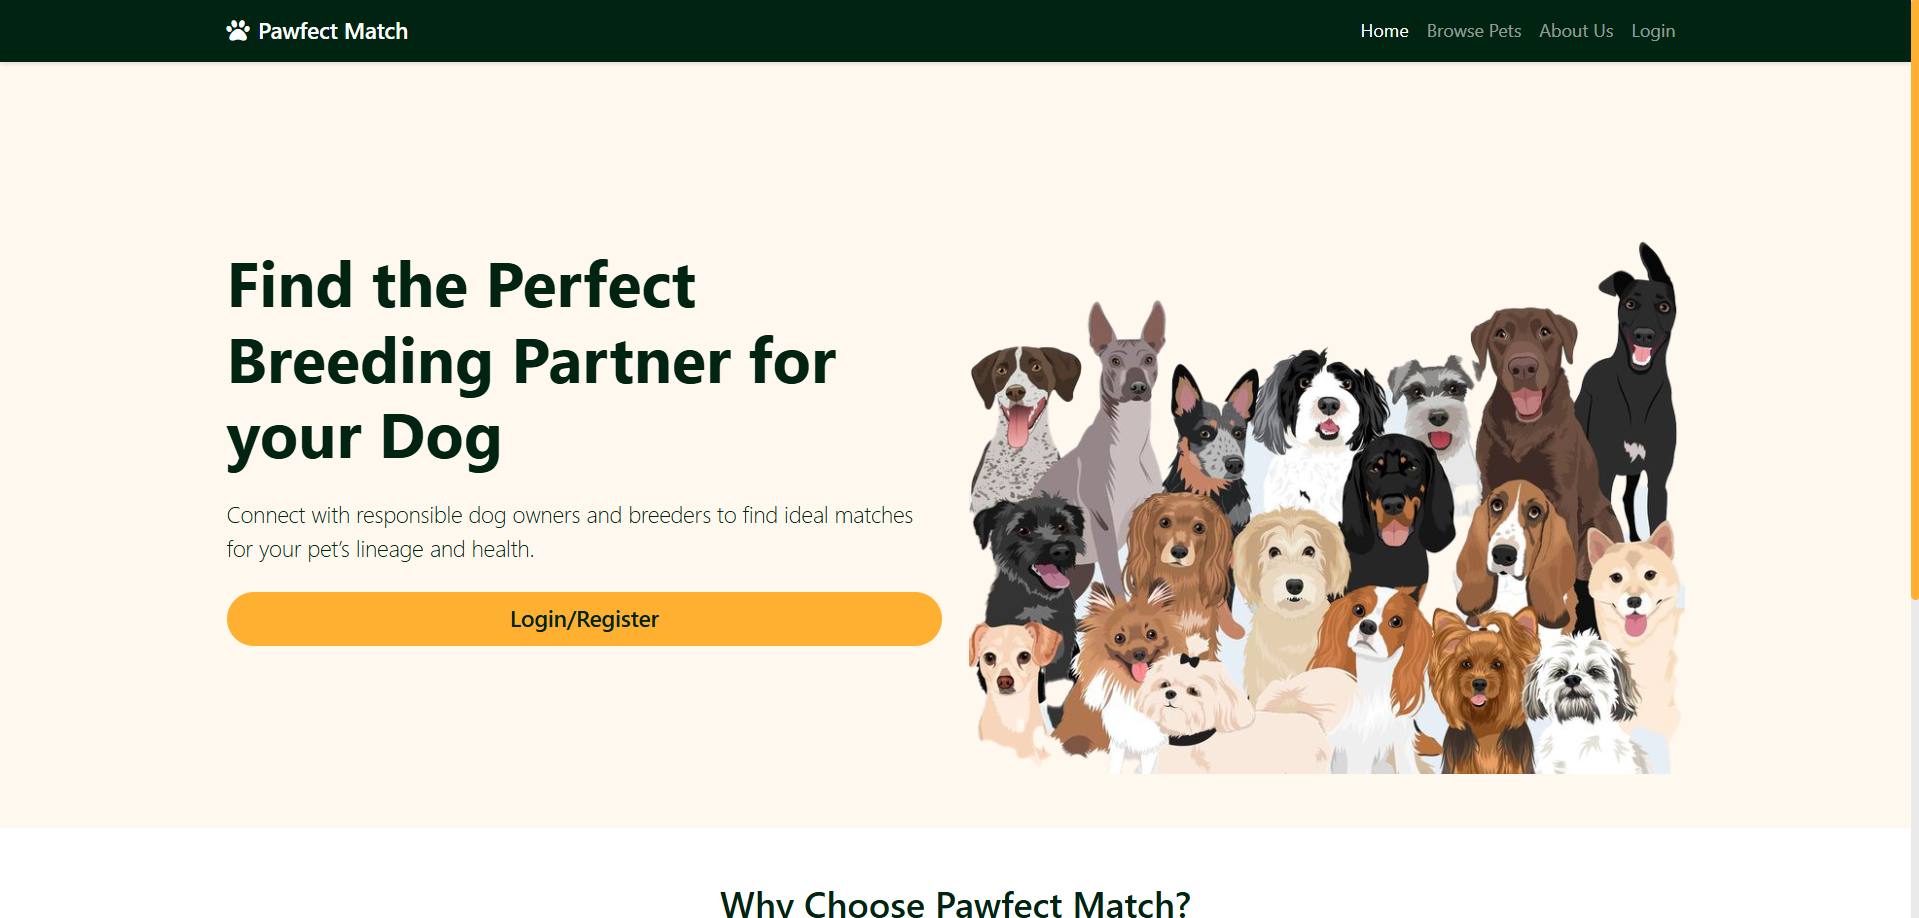 Pawfect Match
Home Browse Pets About Us Login
Find the Perfect
Breeding Partner for
your Dog
Connect with responsible dog owners and breeders to find ideal matches
for your pet’s lineage and health.
Login/Register
Why Choose Pawfect Match?